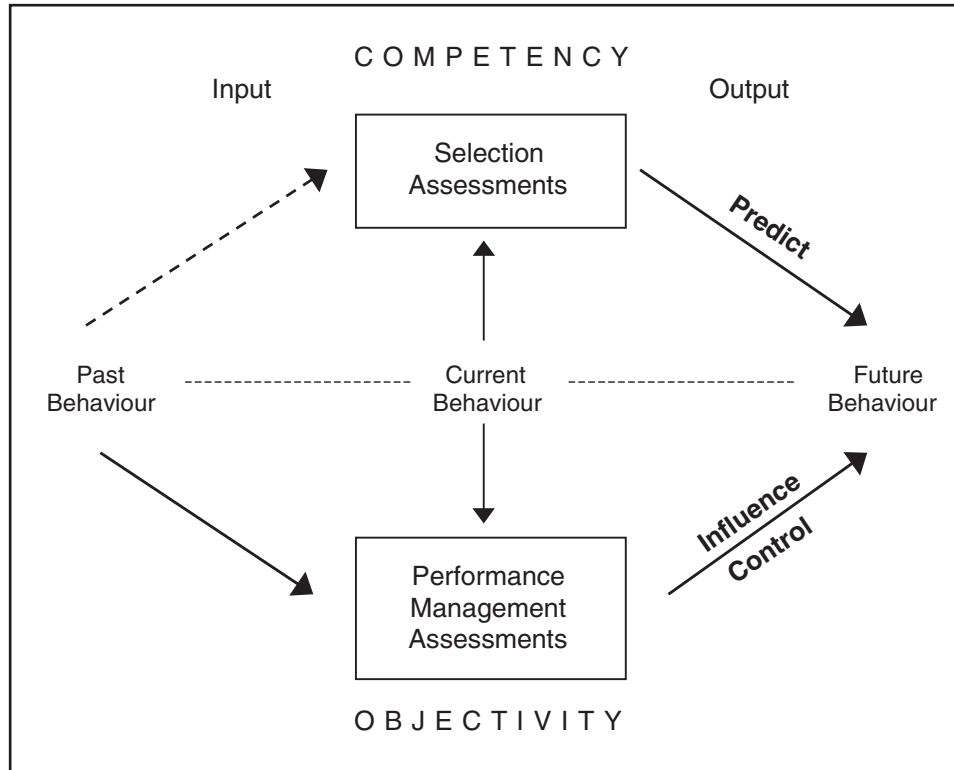 COMPETENCY
Input
Output
Selection
Assessments
Predict
Past
Behaviour
Current
Behaviour
Future
Behaviour
Influence
Control
Performance
Management
Assessments
OBJECTIVITY